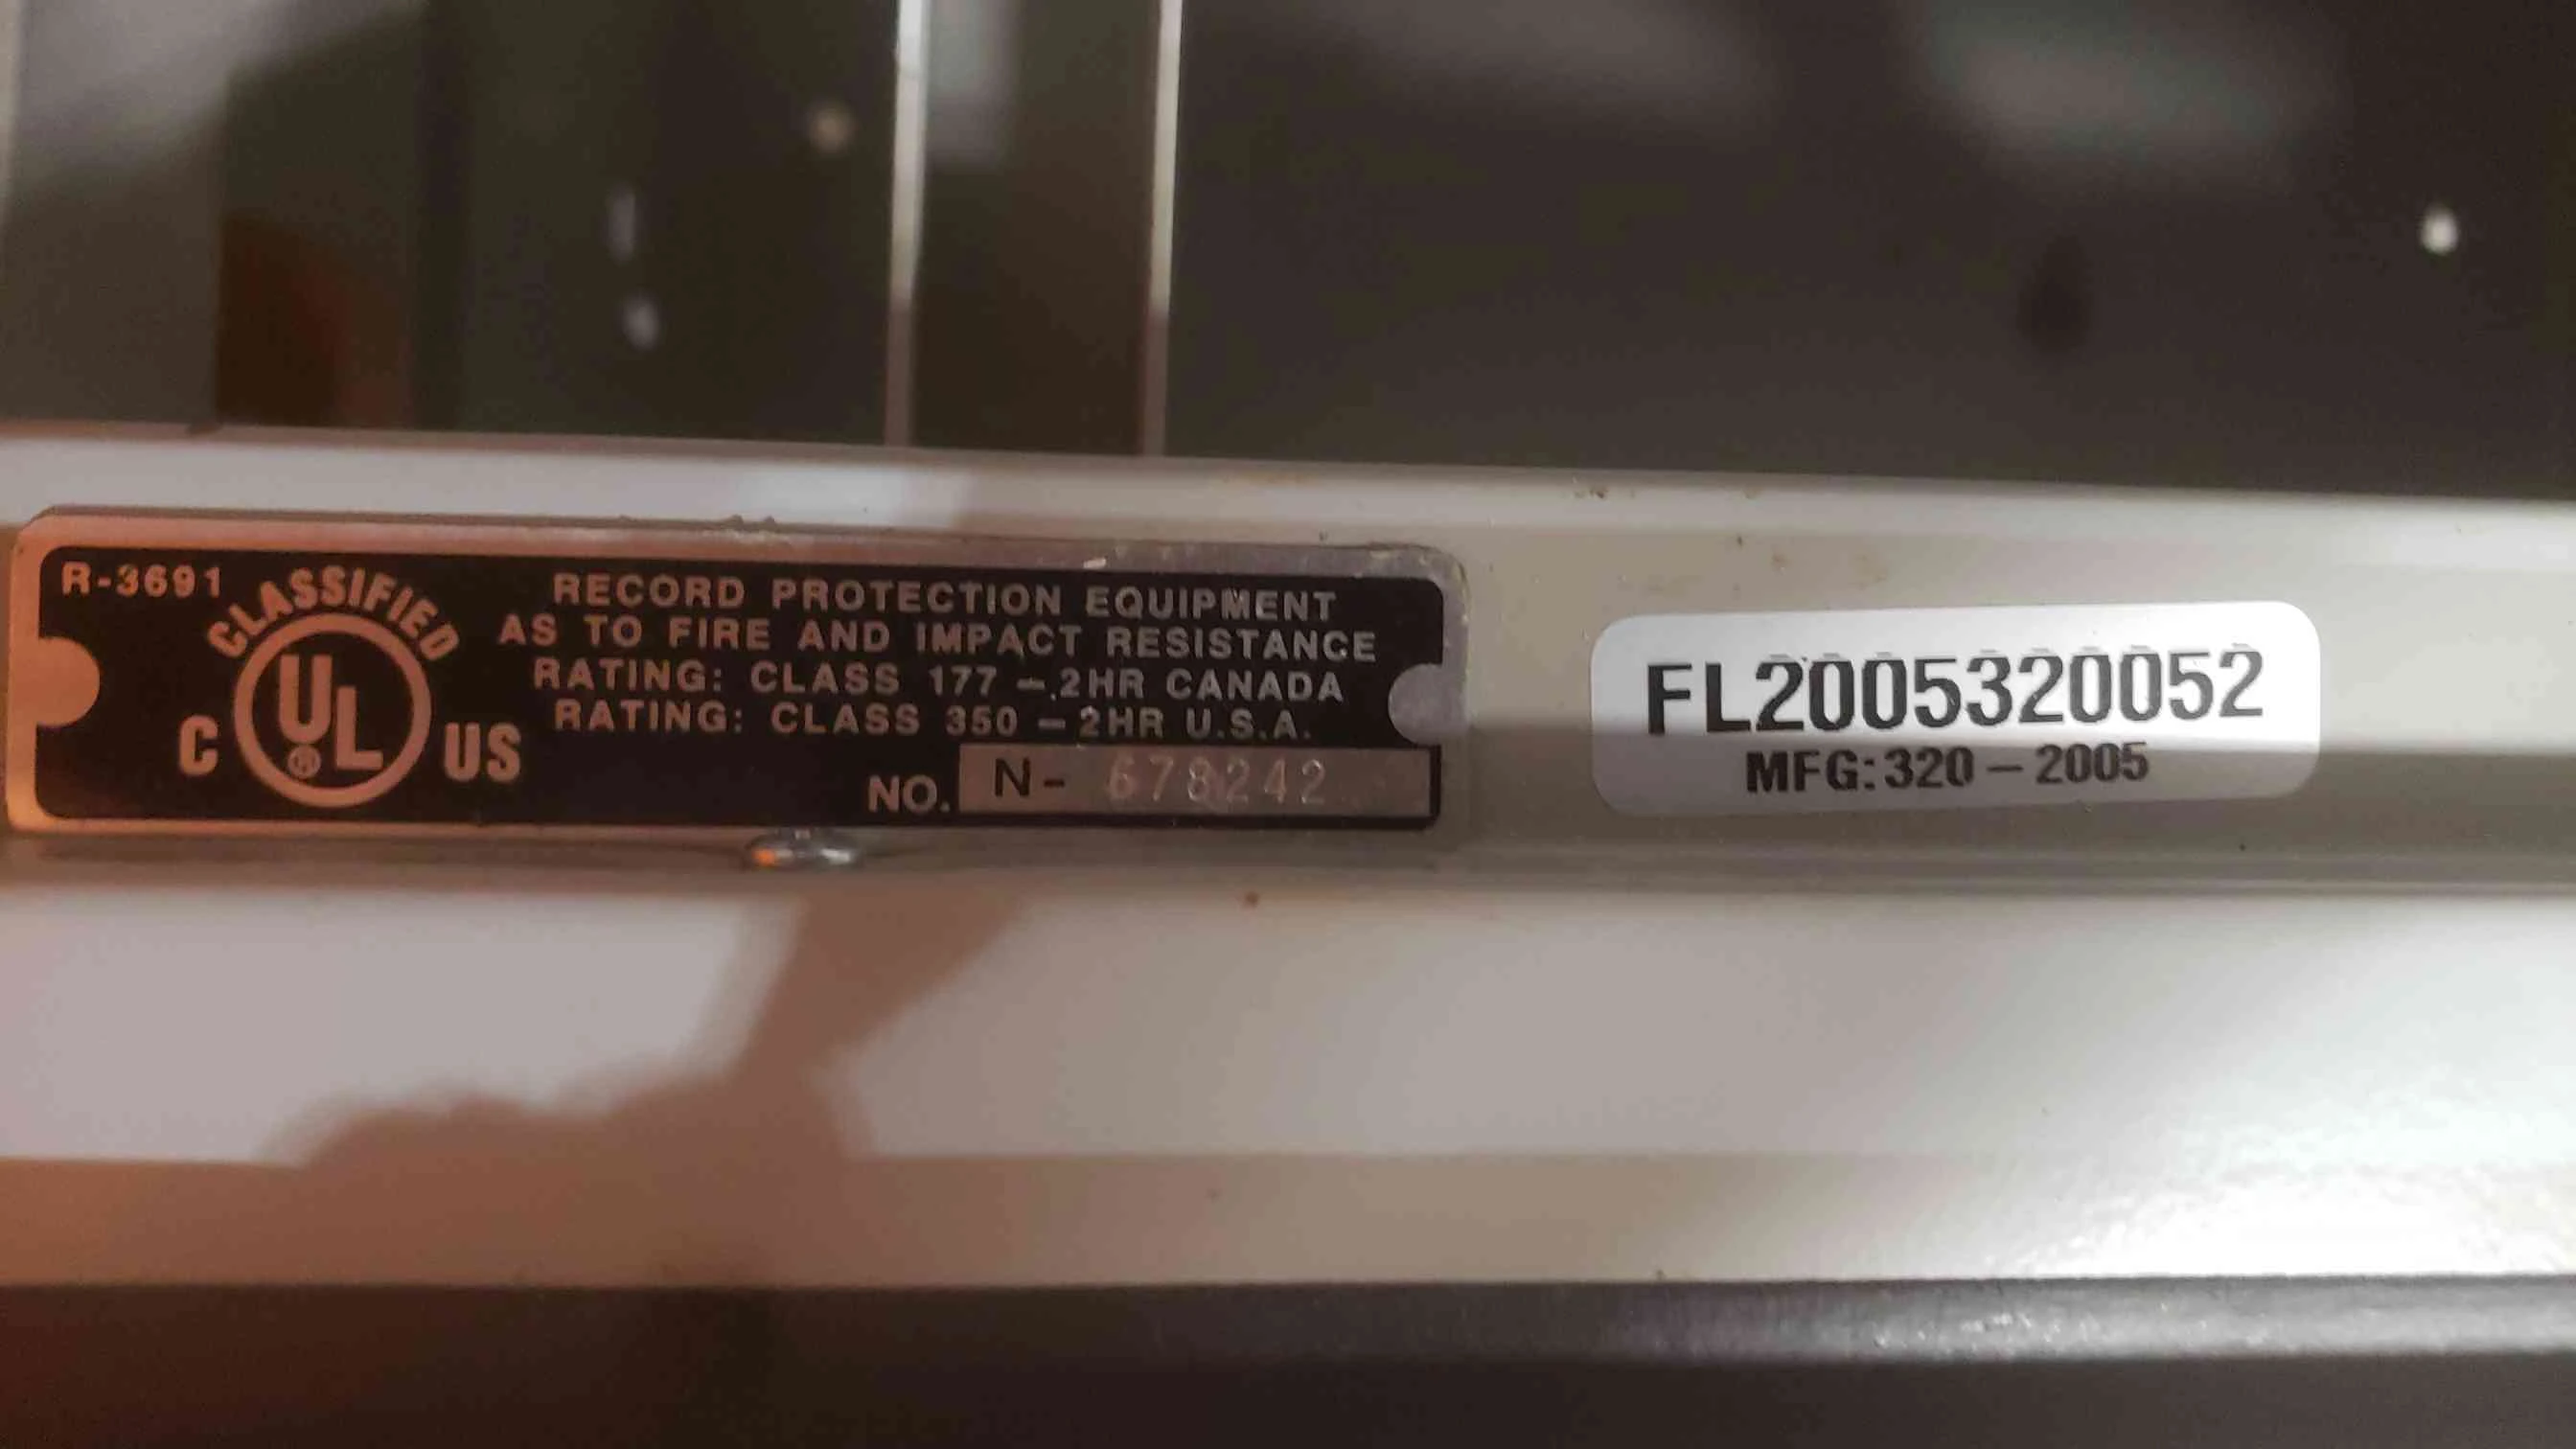 R-3691
CLASSIFIED
C UL® US
RECORD PROTECTION EQUIPMENT
AS TO FIRE AND IMPACT RESISTANCE
RATING: CLASS 177 – 2HR CANADA
RATING: CLASS 350 – 2HR U.S.A.
NO. N- 678242
FL2005320052
MFG: 320 – 2005